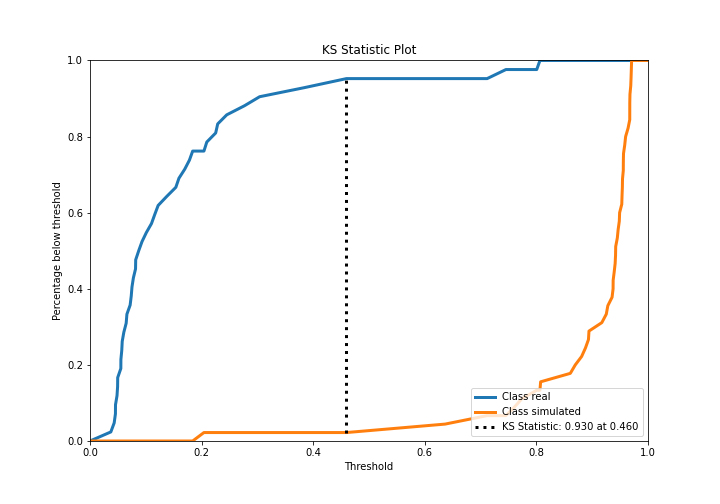 KS Statistic Plot
Percentage below threshold
1.0
0.8
0.6
0.4
0.2
0.0
0.0 0.2 0.4 0.6 0.8 1.0
Threshold
Class real
Class simulated
KS Statistic: 0.930 at 0.460